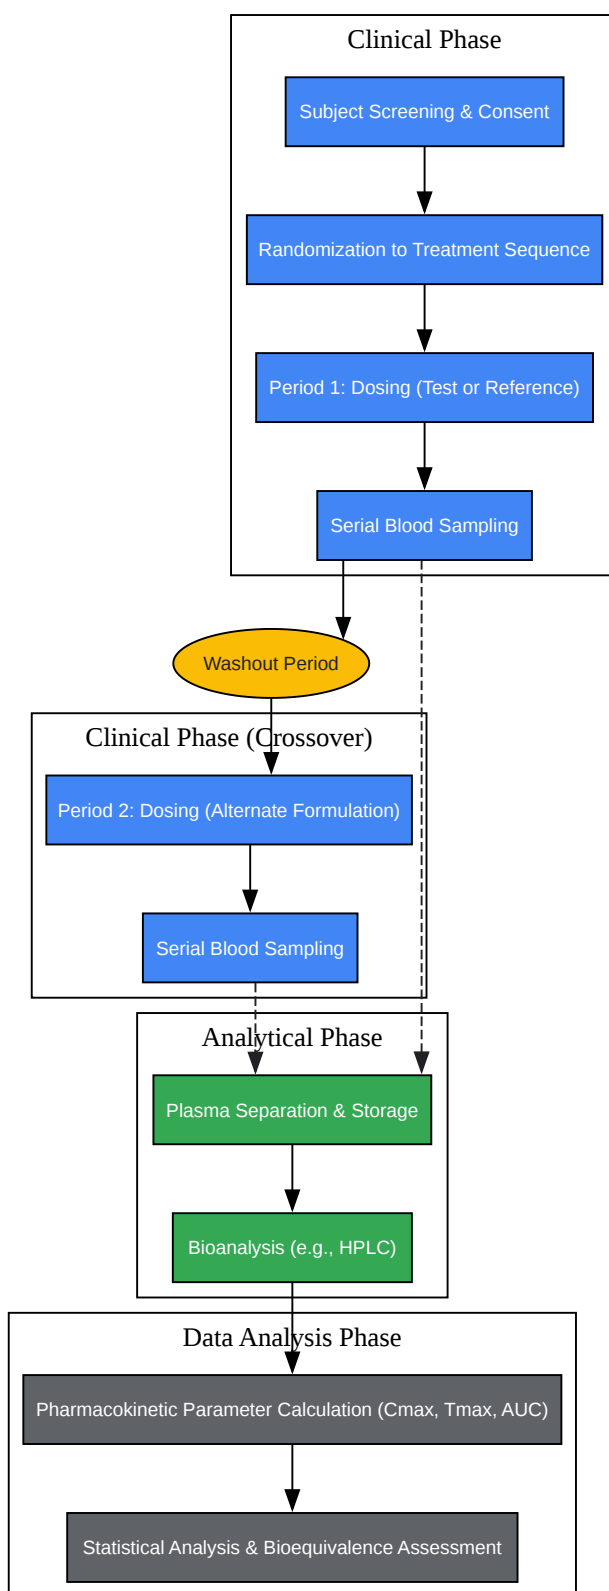 Clinical Phase
Subject Screening & Consent
Randomization to Treatment Sequence
Period 1: Dosing (Test or Reference)
Serial Blood Sampling
Washout Period
Clinical Phase (Crossover)
Period 2: Dosing (Alternate Formulation)
Serial Blood Sampling
Analytical Phase
Plasma Separation & Storage
Bioanalysis (e.g., HPLC)
Data Analysis Phase
Pharmacokinetic Parameter Calculation (Cmax, Tmax, AUC)
Statistical Analysis & Bioequivalence Assessment